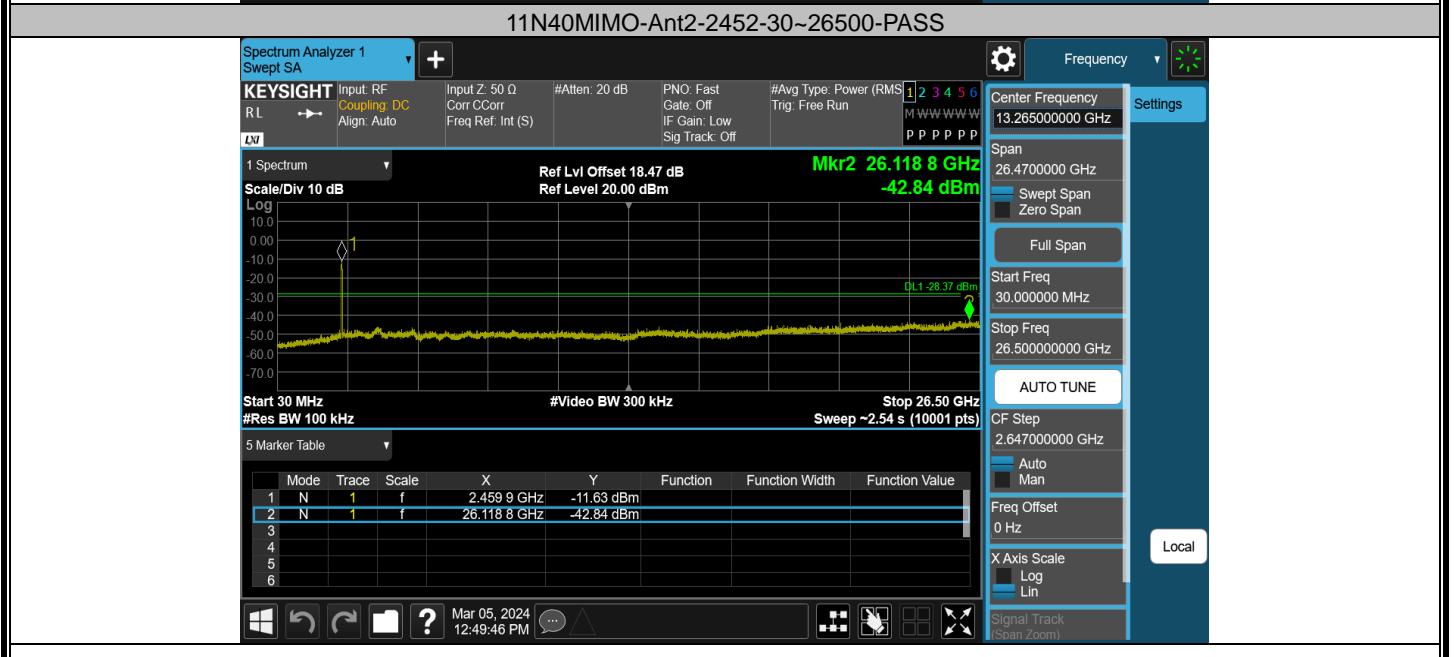 11N40MIMO-Ant2-2452-30~26500-PASS
Spectrum Analyzer 1
Swept SA
Frequency
KEYSIGHT
R L
LXI
Input: RF
Coupling: DC
Align: Auto
Input Z: 50 Ω
Corr CCorr
Freq Ref: Int (S)
#Atten: 20 dB
PNO: Fast
Gate: Off
IF Gain: Low
Sig Track: Off
#Avg Type: Power (RMS
Trig: Free Run
1 2 3 4 5 6
M W W W W W
P P P P P P
1 Spectrum
Scale/Div 10 dB
Ref Lvl Offset 18.47 dB
Ref Level 20.00 dBm
Mkr2 26.118 8 GHz
-42.84 dBm
Log
10.0
0.00
-10.0
-20.0
-30.0
-40.0
-50.0
-60.0
-70.0
1
DL1 -28.37 dBm
2
Start 30 MHz
#Res BW 100 kHz
#Video BW 300 kHz
Stop 26.50 GHz
Sweep ~2.54 s (10001 pts)
5 Marker Table
Mode Trace Scale X Y Function Function Width Function Value
1 N 1 f 2.459 9 GHz -11.63 dBm
2 N 1 f 26.118 8 GHz -42.84 dBm
3
4
5
6
?
Mar 05, 2024
12:49:46 PM
Center Frequency
13.265000000 GHz
Settings
Span
26.4700000 GHz
Swept Span
Zero Span
Full Span
Start Freq
30.000000 MHz
Stop Freq
26.500000000 GHz
AUTO TUNE
CF Step
2.647000000 GHz
Auto
Man
Freq Offset
0 Hz
X Axis Scale
Log
Lin
Signal Track
(Span Zoom)
Local